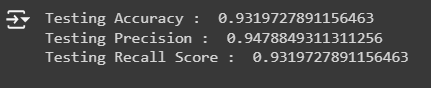 Testing Accuracy :  0.9319727891156463
Testing Precision :  0.9478849311311256
Testing Recall Score :  0.9319727891156463